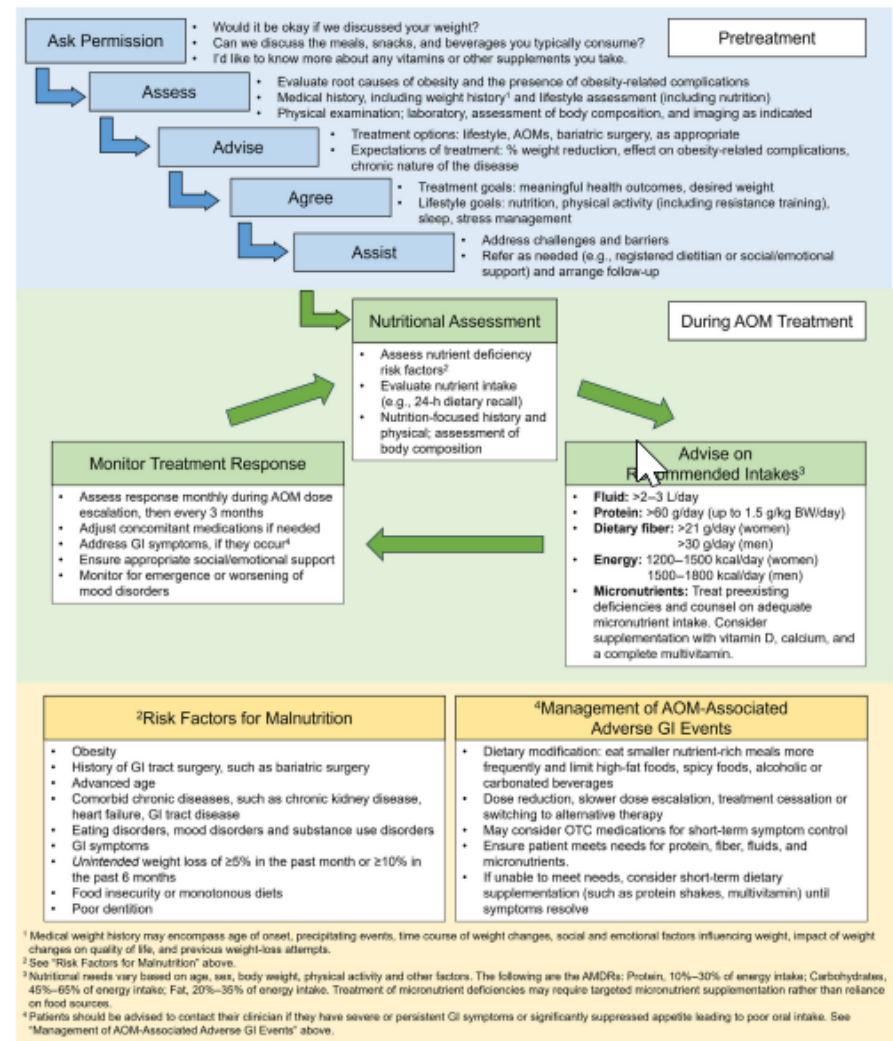 Ask Permission
• Would it be okay if we discussed your weight?
• Can we discuss the meals, snacks, and beverages you typically consume?
• I'd like to know more about any vitamins or other supplements you take.
Pretreatment
Assess
• Evaluate root causes of obesity and the presence of obesity-related complications
• Medical history, including weight history¹ and lifestyle assessment (including nutrition)
• Physical examination; laboratory, assessment of body composition, and imaging as indicated
Advise
• Treatment options: lifestyle, AOMs, bariatric surgery, as appropriate
• Expectations of treatment: % weight reduction, effect on obesity-related complications,
chronic nature of the disease
Agree
• Treatment goals: meaningful health outcomes, desired weight
• Lifestyle goals: nutrition, physical activity (including resistance training),
sleep, stress management
Assist
• Address challenges and barriers
• Refer as needed (e.g., registered dietitian or social/emotional
support) and arrange follow-up
Nutritional Assessment
• Assess nutrient deficiency
risk factors²
• Evaluate nutrient intake
(e.g., 24-h dietary recall)
• Nutrition-focused history and
physical; assessment of
body composition
During AOM Treatment
Monitor Treatment Response
• Assess response monthly during AOM dose
escalation, then every 3 months
• Adjust concomitant medications if needed
• Address GI symptoms, if they occur⁴
• Ensure appropriate social/emotional support
• Monitor for emergence or worsening of
mood disorders
Advise on
Intakes³
• Fluid: >2–3 L/day
• Protein: >60 g/day (up to 1.5 g/kg BW/day)
• Dietary fiber: >21 g/day (women)
>30 g/day (men)
• Energy: 1200–1500 kcal/day (women)
1500–1800 kcal/day (men)
• Micronutrients: Treat preexisting
deficiencies and counsel on adequate
micronutrient intake. Consider
supplementation with vitamin D, calcium, and
a complete multivitamin.
²Risk Factors for Malnutrition
• Obesity
• History of GI tract surgery, such as bariatric surgery
• Advanced age
• Comorbid chronic diseases, such as chronic kidney disease,
heart failure, GI tract disease
• Eating disorders, mood disorders and substance use disorders
• GI symptoms
• Unintended weight loss of ≥5% in the past month or ≥10% in
the past 6 months
• Food insecurity or monotonous diets
• Poor dentition
⁴Management of AOM-Associated
Adverse GI Events
• Dietary modification: eat smaller nutrient-rich meals more
frequently and limit high-fat foods, spicy foods, alcoholic or
carbonated beverages
• Dose reduction, slower dose escalation, treatment cessation or
switching to alternative therapy
• May consider OTC medications for short-term symptom control
• Ensure patient meets needs for protein, fiber, fluids, and
micronutrients.
• If unable to meet needs, consider short-term dietary
supplementation (such as protein shakes, multivitamin) until
symptoms resolve
¹ Medical weight history may encompass age of onset, precipitating events, time course of weight changes, social and emotional factors influencing weight, impact of weight
changes on quality of life, and previous weight-loss attempts.
² See "Risk Factors for Malnutrition" above.
³ Nutritional needs vary based on age, sex, body weight, physical activity and other factors. The following are the AMDRs: Protein, 10%–30% of energy intake; Carbohydrates,
45%–65% of energy intake; Fat, 20%–35% of energy intake. Treatment of micronutrient deficiencies may require targeted micronutrient supplementation rather than reliance
on food sources.
⁴ Patients should be advised to contact their clinician if they have severe or persistent GI symptoms or significantly suppressed appetite leading to poor oral intake. See
"Management of AOM-Associated Adverse GI Events" above.